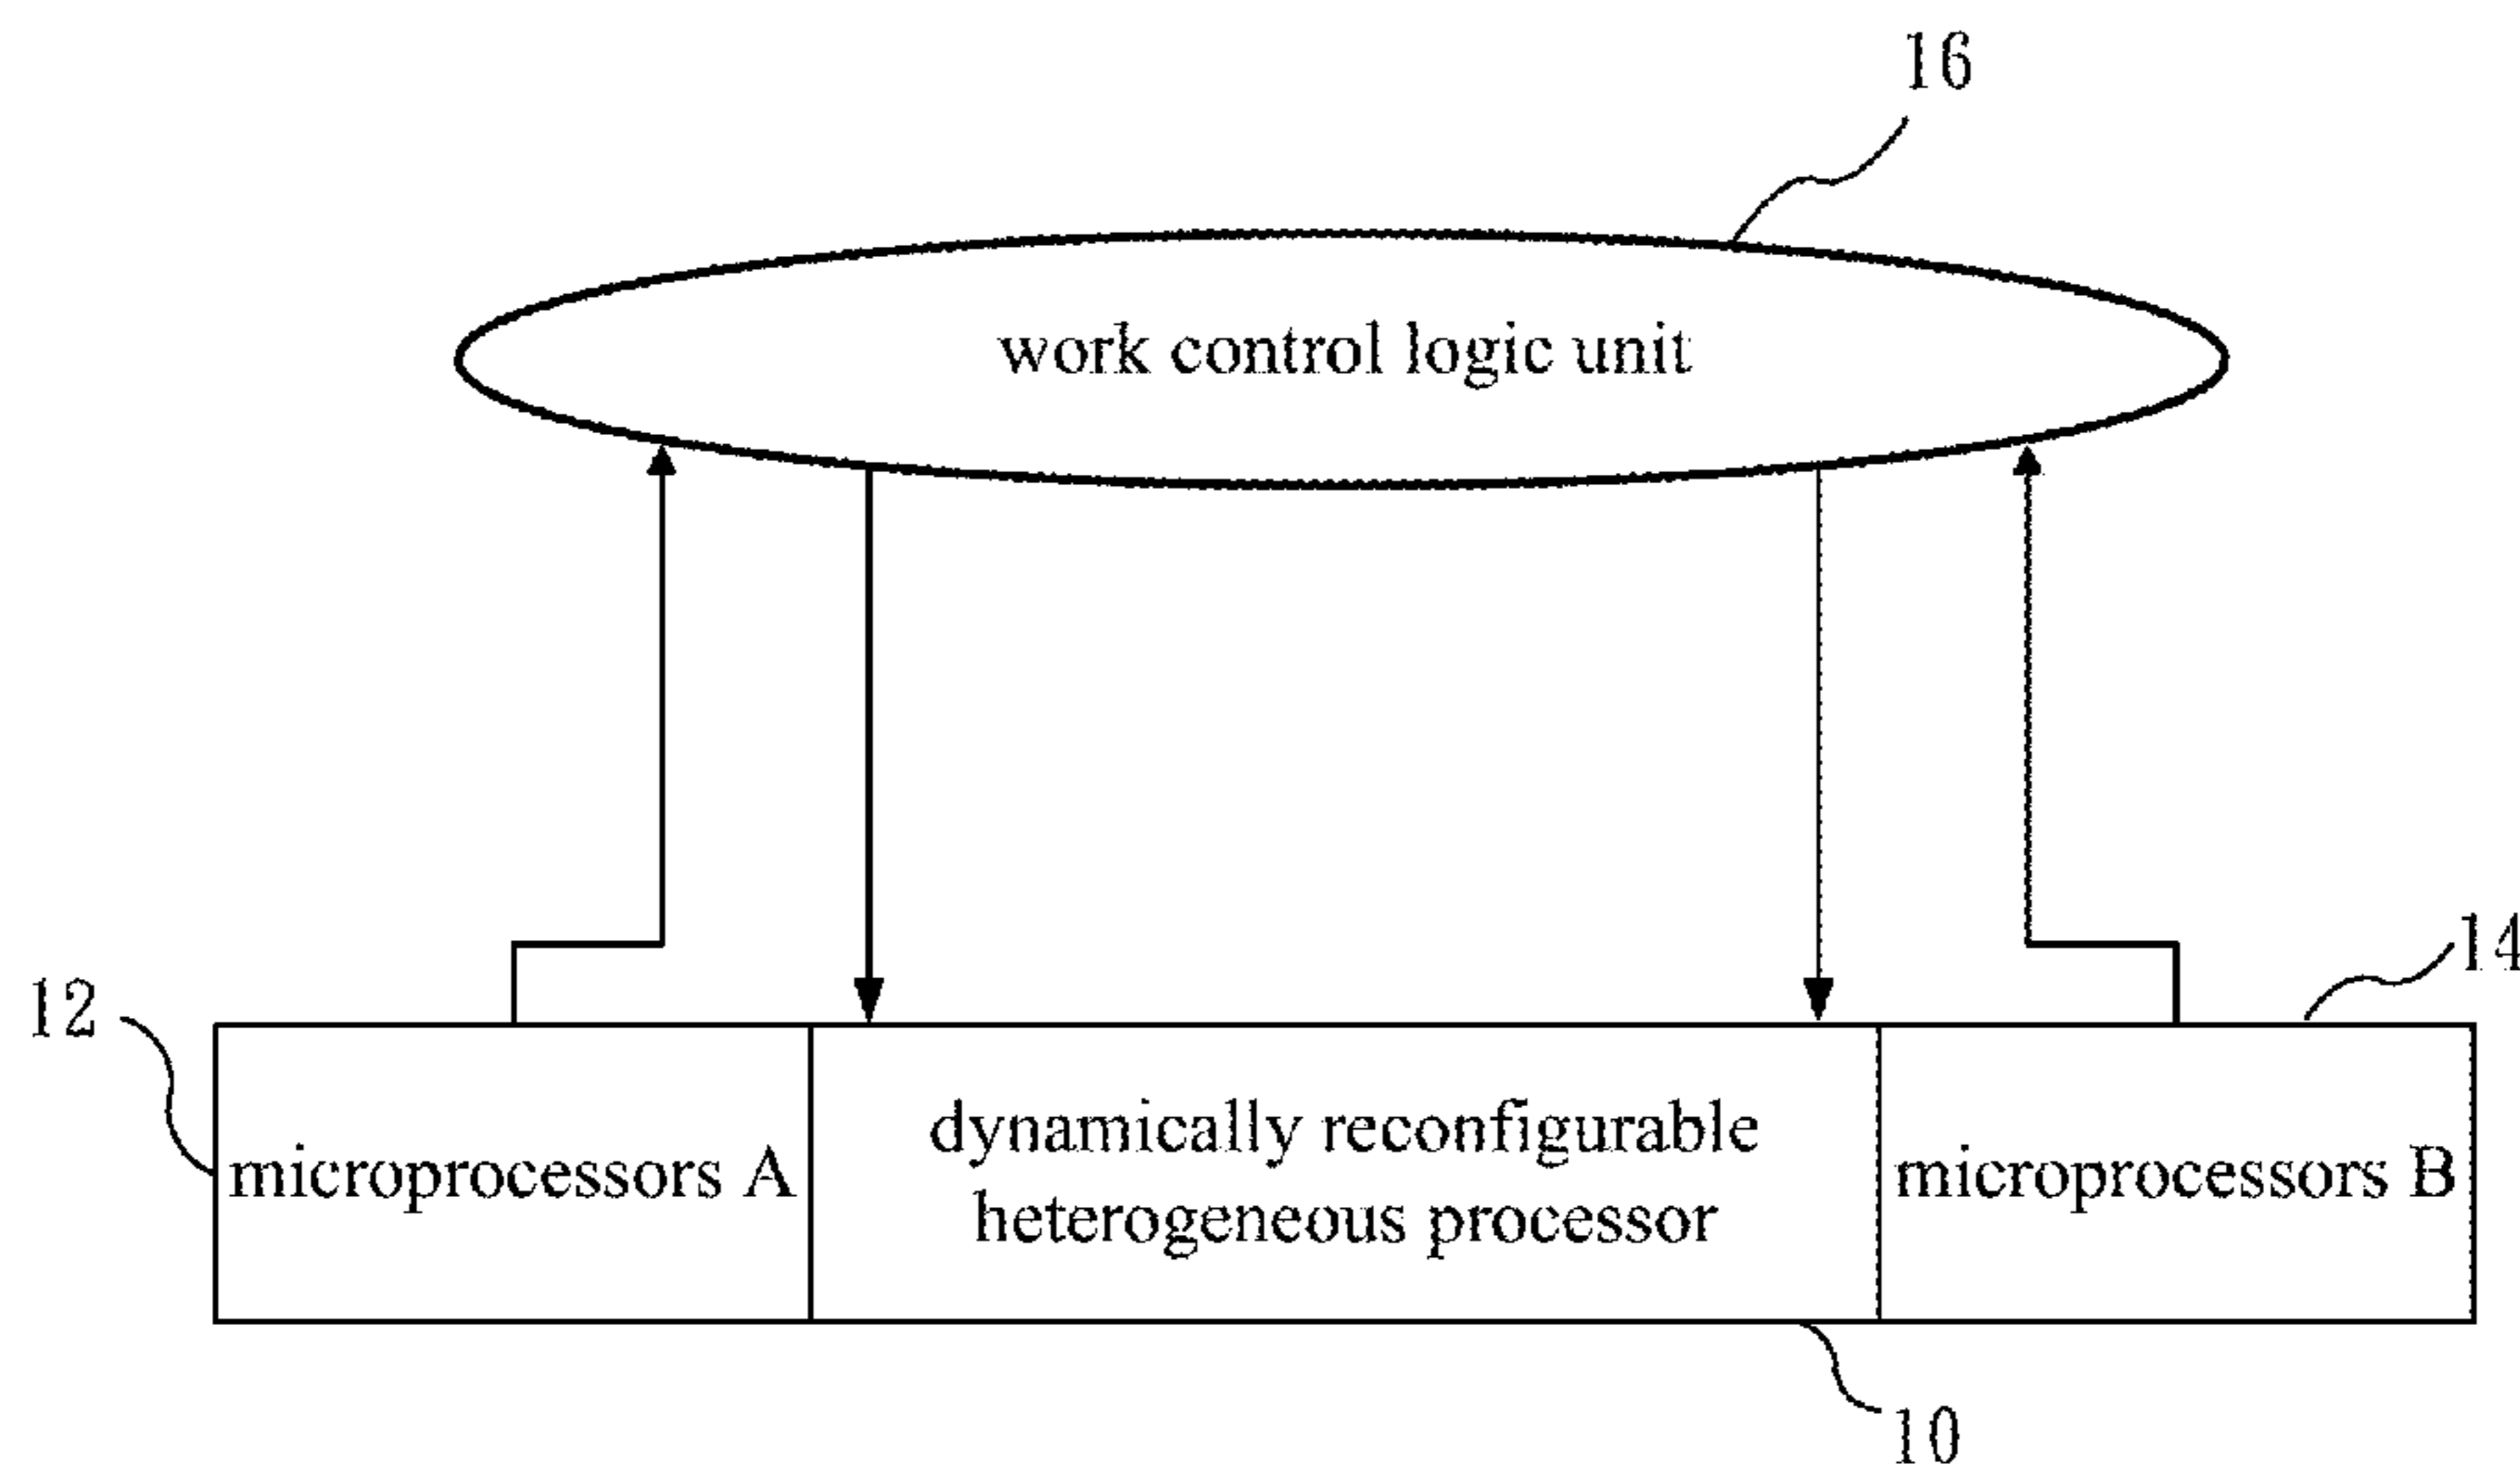 16
work control logic unit
14
12
microprocessors A
dynamically reconfigurable
heterogeneous processor
microprocessors B
10